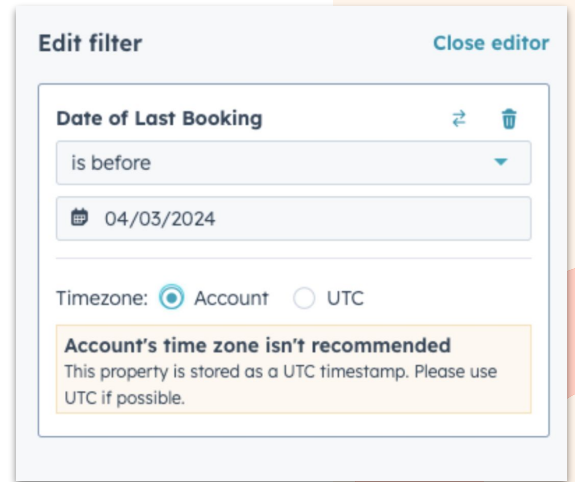 Edit filter
Close editor
Date of Last Booking
is before
04/03/2024
Timezone: Account UTC
Account's time zone isn't recommended
This property is stored as a UTC timestamp. Please use
UTC if possible.